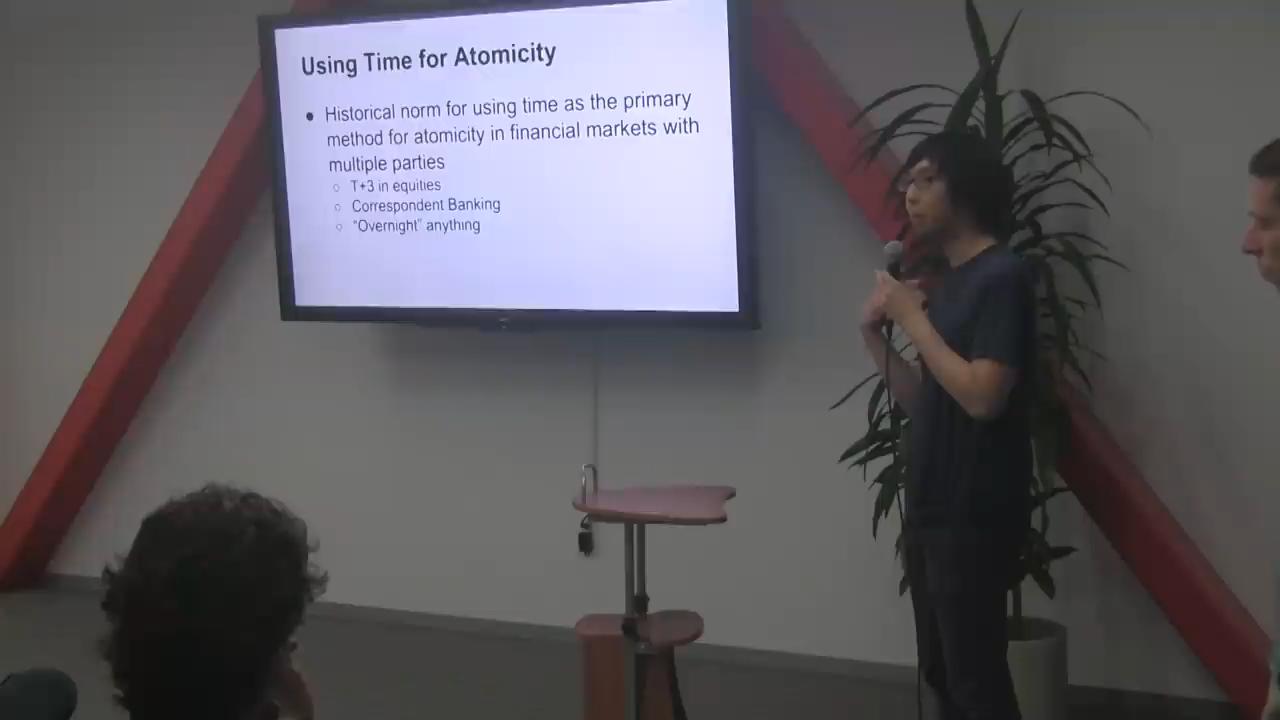 Using Time for Atomicity
● Historical norm for using time as the primary
method for atomicity in financial markets with
multiple parties
○ T+3 in equities
○ Correspondent Banking
○ "Overnight" anything